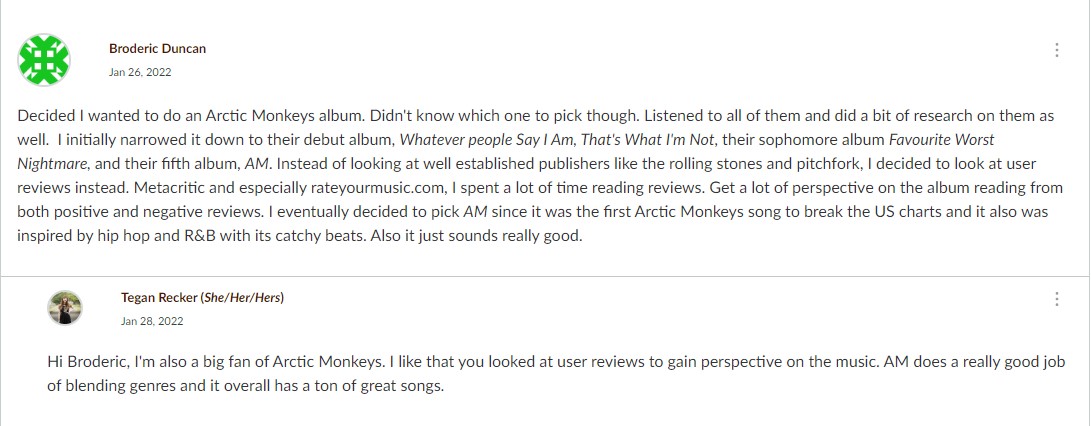 Broderic Duncan
Jan 26, 2022
Decided I wanted to do an Arctic Monkeys album. Didn't know which one to pick though. Listened to all of them and did a bit of research on them as
well.  I initially narrowed it down to their debut album, Whatever people Say I Am, That's What I'm Not, their sophomore album Favourite Worst
Nightmare, and their fifth album, AM. Instead of looking at well established publishers like the rolling stones and pitchfork, I decided to look at user
reviews instead. Metacritic and especially rateyourmusic.com, I spent a lot of time reading reviews. Get a lot of perspective on the album reading from
both positive and negative reviews. I eventually decided to pick AM since it was the first Arctic Monkeys song to break the US charts and it also was
inspired by hip hop and R&B with its catchy beats. Also it just sounds really good.
Tegan Recker (She/Her/Hers)
Jan 28, 2022
Hi Broderic, I'm also a big fan of Arctic Monkeys. I like that you looked at user reviews to gain perspective on the music. AM does a really good job
of blending genres and it overall has a ton of great songs.